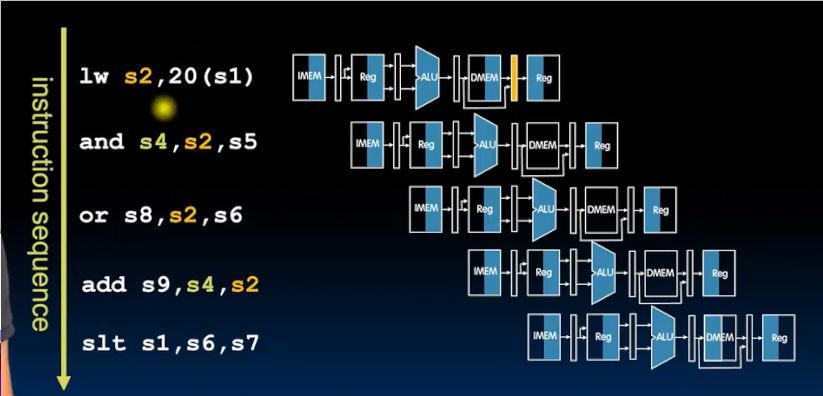 instruction sequence
lw s2,20(s1)
IMEM Reg ALU DMEM Reg
and s4,s2,s5
IMEM Reg ALU DMEM Reg
or s8,s2,s6
IMEM Reg ALU DMEM Reg
add s9,s4,s2
IMEM Reg ALU DMEM Reg
slt s1,s6,s7
IMEM Reg ALU DMEM Reg